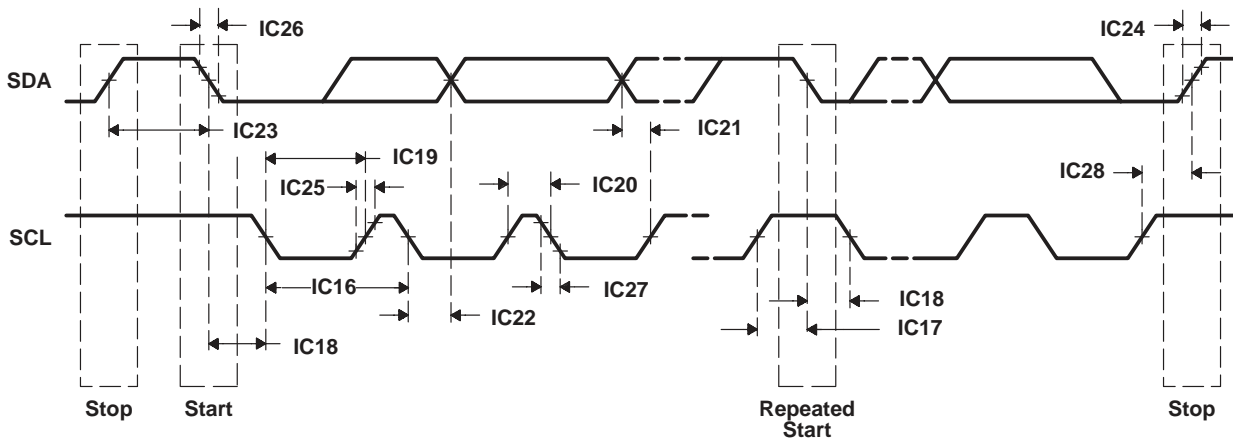 IC26
IC24
SDA
IC23
IC21
IC19
IC25
IC20
IC28
SCL
IC16
IC27
IC18
IC22
IC17
IC18
Stop
Start
Repeated
Start
Stop